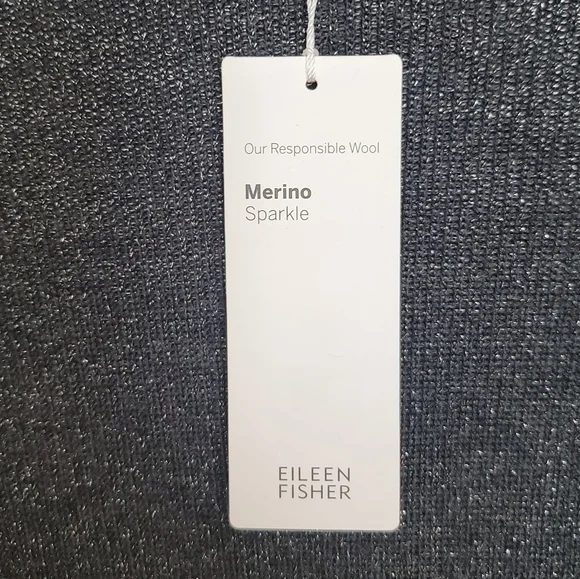 Our Responsible Wool
Merino
Sparkle
EILEEN
FISHER